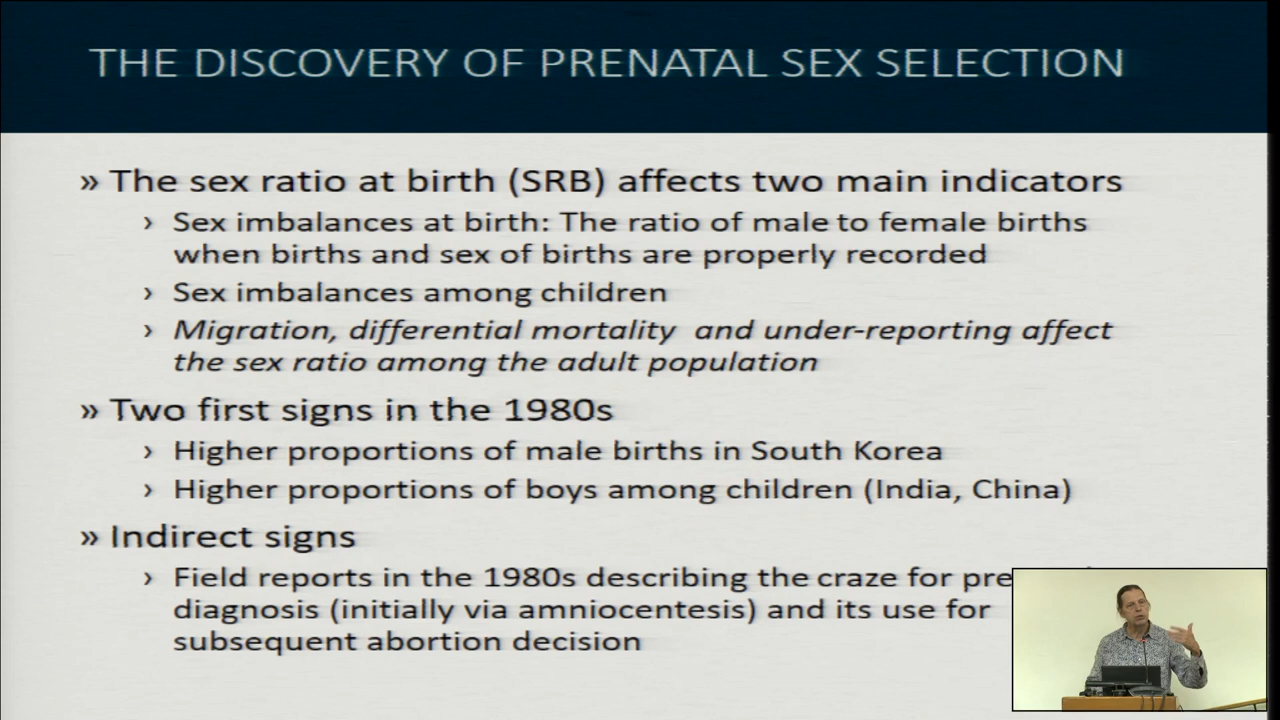 THE DISCOVERY OF PRENATAL SEX SELECTION
» The sex ratio at birth (SRB) affects two main indicators
› Sex imbalances at birth: The ratio of male to female births
when births and sex of births are properly recorded
› Sex imbalances among children
› Migration, differential mortality and under-reporting affect
the sex ratio among the adult population
» Two first signs in the 1980s
› Higher proportions of male births in South Korea
› Higher proportions of boys among children (India, China)
» Indirect signs
› Field reports in the 1980s describing the craze for
diagnosis (initially via amniocentesis) and its use for
subsequent abortion decision